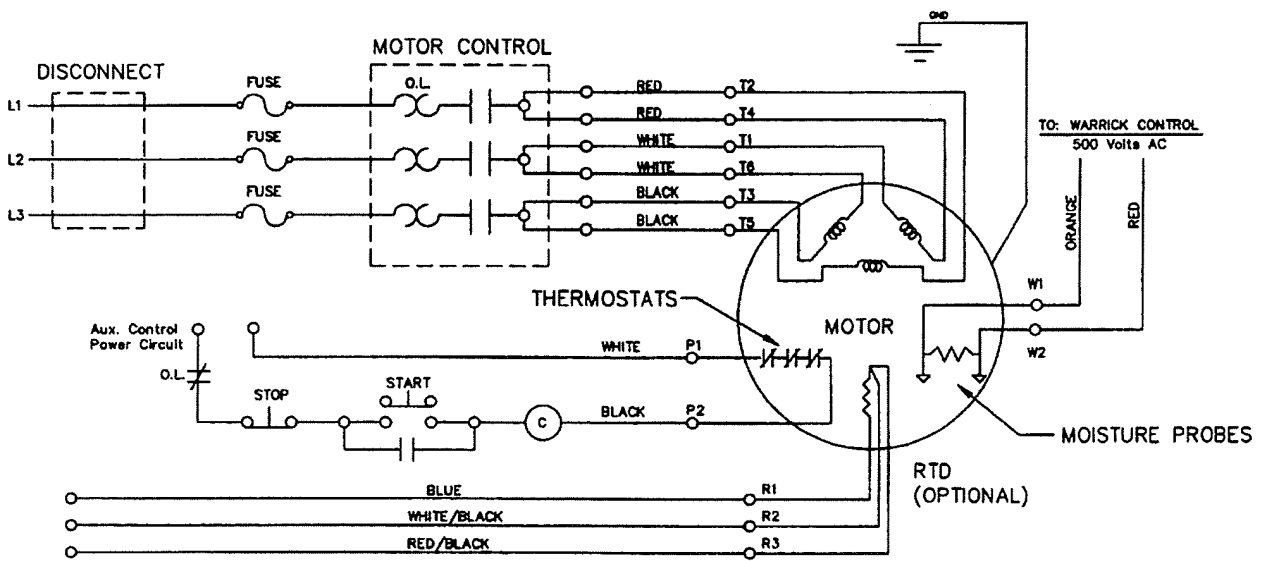 GND
MOTOR CONTROL
DISCONNECT
FUSE
O.L.
L1
RED
T2
RED
T4
TO: WARRICK CONTROL
500 Volts AC
FUSE
L2
WHITE
T1
WHITE
T6
FUSE
L3
BLACK
T3
BLACK
T5
ORANGE
RED
THERMOSTATS
W1
MOTOR
W2
Aux. Control
Power Circuit
WHITE
P1
O.L.
STOP
START
C
BLACK
P2
MOISTURE PROBES
RTD
(OPTIONAL)
BLUE
R1
WHITE/BLACK
R2
RED/BLACK
R3